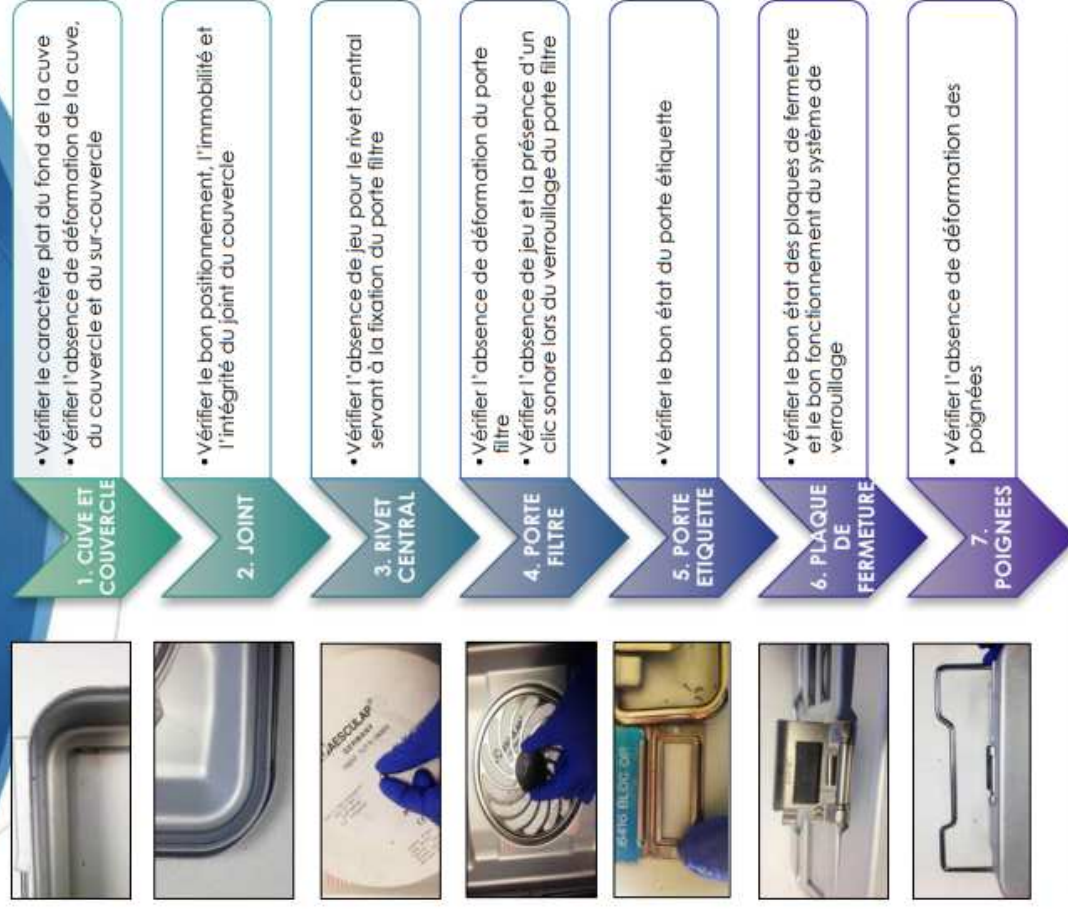 1. CUVE ET
COUVERCLE
• Vérifier le caractère plat du fond de la cuve
• Vérifier l'absence de déformation de la cuve,
du couvercle et du sur-couvercle
2. JOINT
• Vérifier le bon positionnement, l'immobilité et
l'intégrité du joint du couvercle
3. RIVET
CENTRAL
• Vérifier l'absence de jeu pour le rivet central
servant à la fixation du porte filtre
AESCULAP
GERMANY
4. PORTE
FILTRE
• Vérifier l'absence de déformation du porte
filtre
• Vérifier l'absence de jeu et la présence d'un
clic sonore lors du verrouillage du porte filtre
5. PORTE
ETIQUETTE
• Vérifier le bon état du porte étiquette
6416 BLOC OP
6. PLAQUE
DE
FERMETURE
• Vérifier le bon état des plaques de fermeture
et le bon fonctionnement du système de
verrouillage
7.
POIGNEES
• Vérifier l'absence de déformation des
poignées